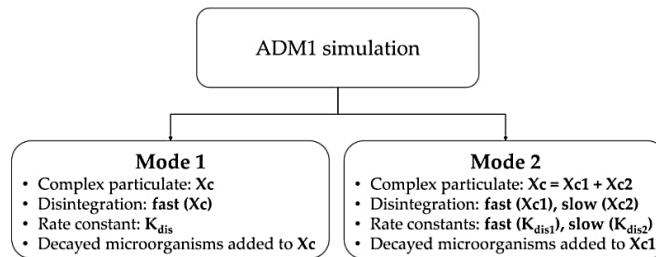 ADM1 simulation
Mode 1
• Complex particulate: Xc
• Disintegration: fast (Xc)
• Rate constant: Kdis
• Decayed microorganisms added to Xc
Mode 2
• Complex particulate: Xc = Xc1 + Xc2
• Disintegration: fast (Xc1), slow (Xc2)
• Rate constants: fast (Kdis1), slow (Kdis2)
• Decayed microorganisms added to Xc1